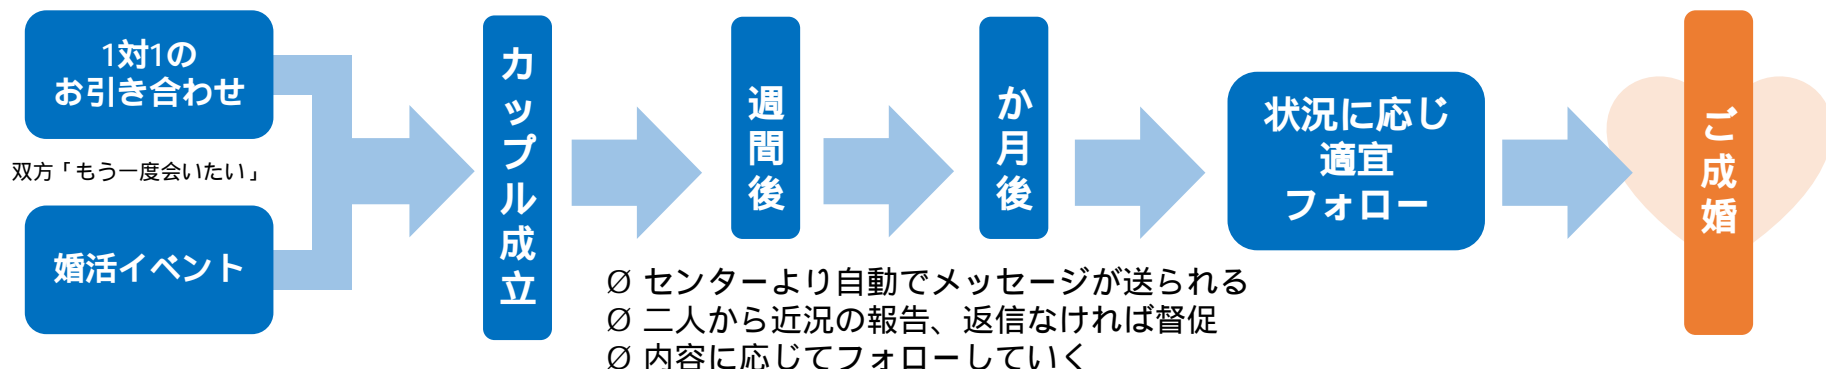 1対1の
お引き合わせ
双方「もう一度会いたい」
婚活イベント
カップル成立
週間後
か月後
状況に応じ
適宜
フォロー
ご成婚
Ø センターより自動でメッセージが送られる
Ø 二人から近況の報告、返信なければ督促
Ø 内容に応じてフォローしていく